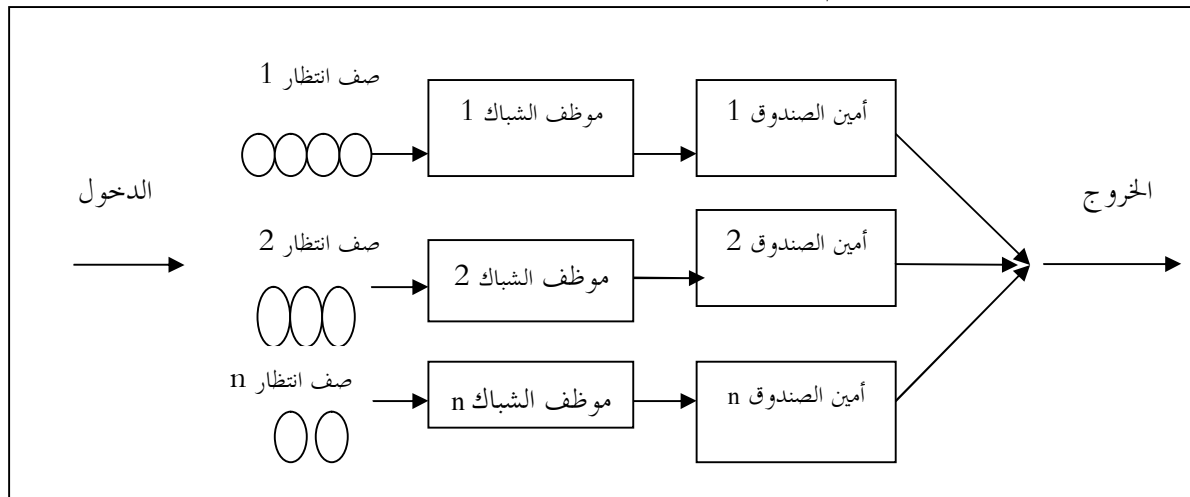 صف انتظار 1
موظف الشباك 1
أمين الصندوق 1
الدخول
الخروج
صف انتظار 2
موظف الشباك 2
أمين الصندوق 2
صف انتظار n
موظف الشباك n
أمين الصندوق n